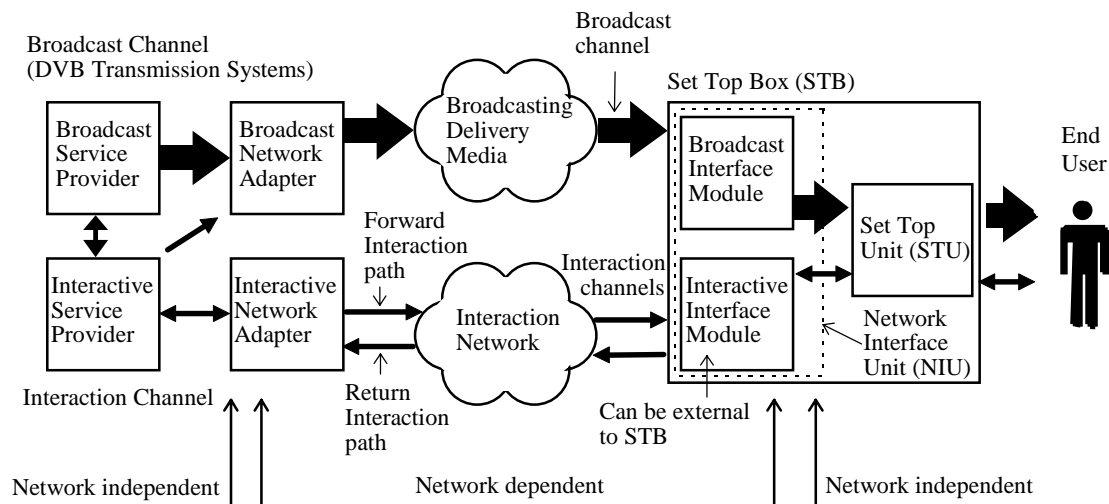 Broadcast Channel
(DVB Transmission Systems)
Broadcast
channel
Set Top Box (STB)
Broadcast
Service
Provider
Broadcast
Network
Adapter
Broadcasting
Delivery
Media
Broadcast
Interface
Module
End
User
Set Top
Unit (STU)
Forward
Interaction
path
Interactive
Service
Provider
Interactive
Network
Adapter
Interaction
Network
Interaction
channels
Interactive
Interface
Module
Network
Interface
Unit (NIU)
Interaction Channel
Return
Interaction
path
Can be external
to STB
Network independent
Network dependent
Network independent